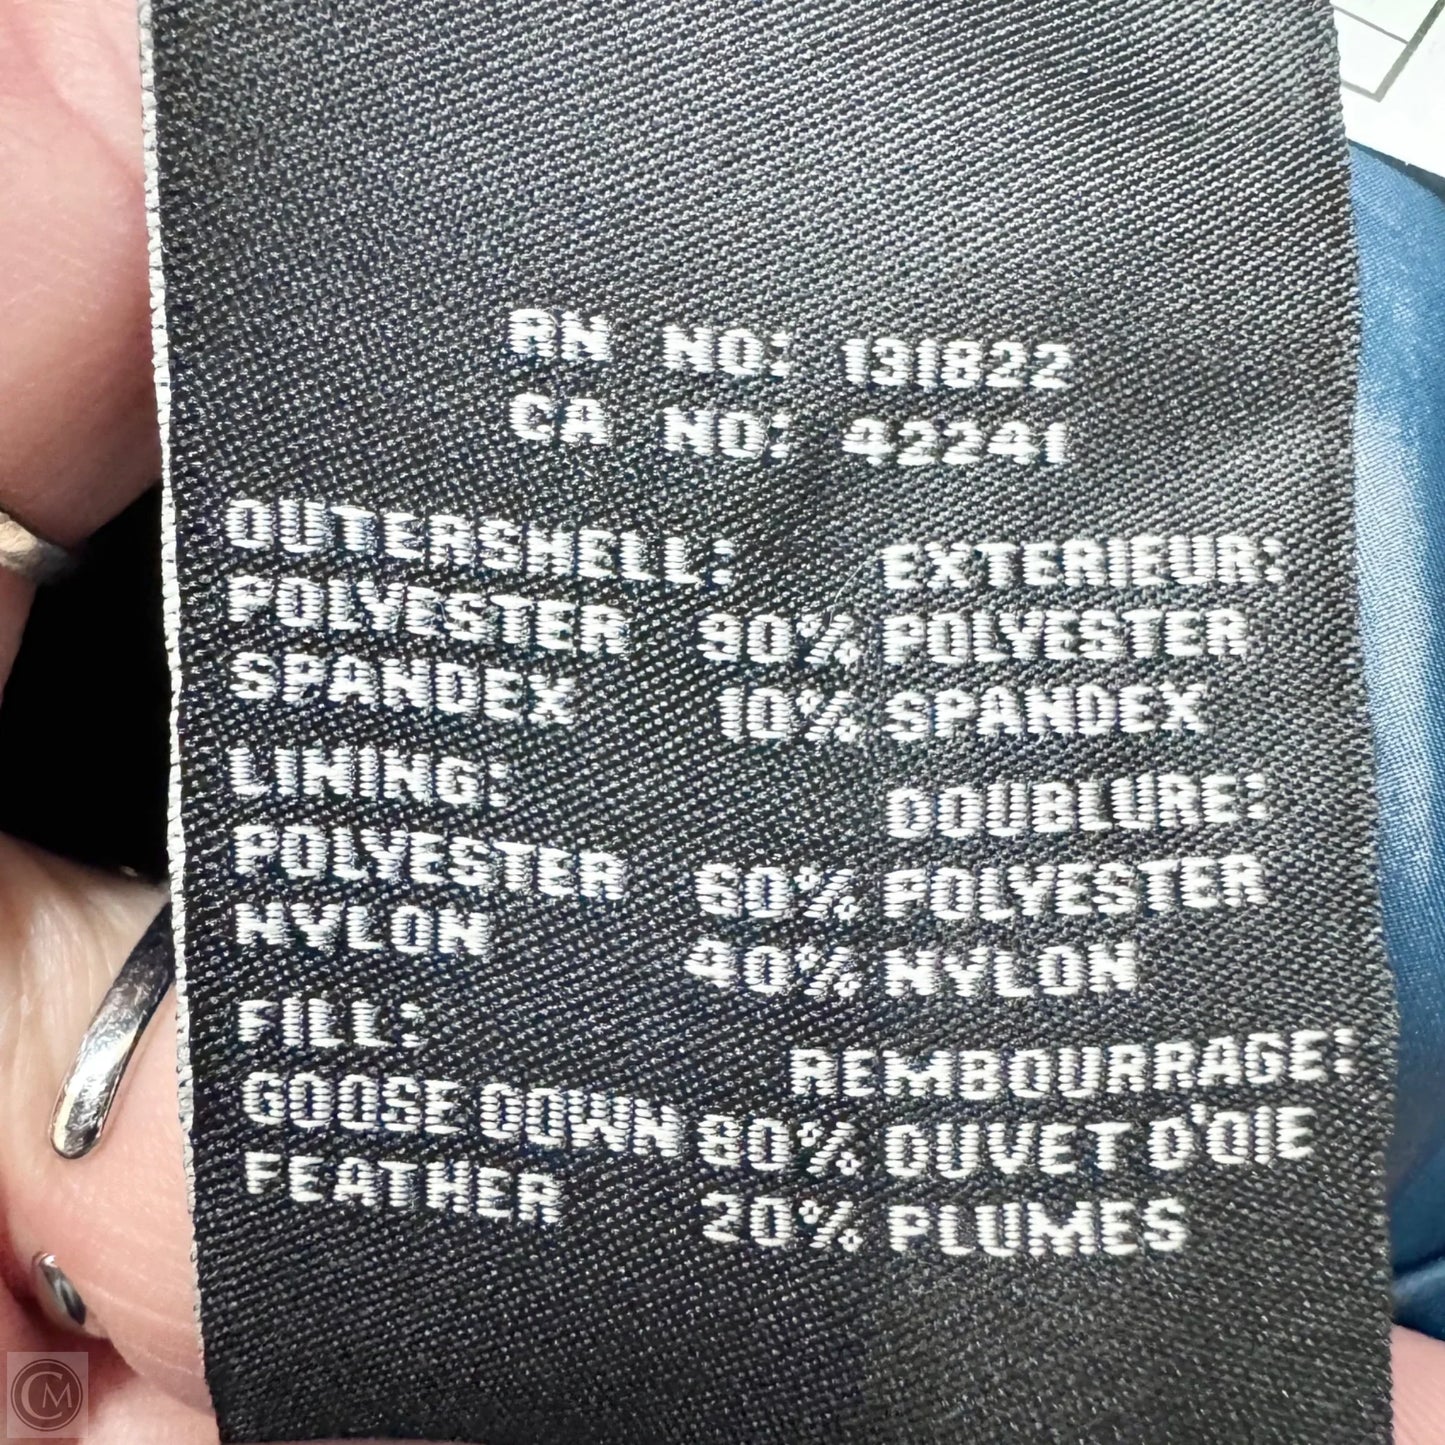 RN NO: 131822
CA NO: 42241
OUTERSHELL: EXTERIEUR:
POLYESTER 90% POLYESTER
SPANDEX 10% SPANDEX
LINING: DOUBLURE:
POLYESTER 60% POLYESTER
NYLON 40% NYLON
FILL: REMBOURRAGE:
GOOSE DOWN 80% DUVET D'OIE
FEATHER 20% PLUMES
CM